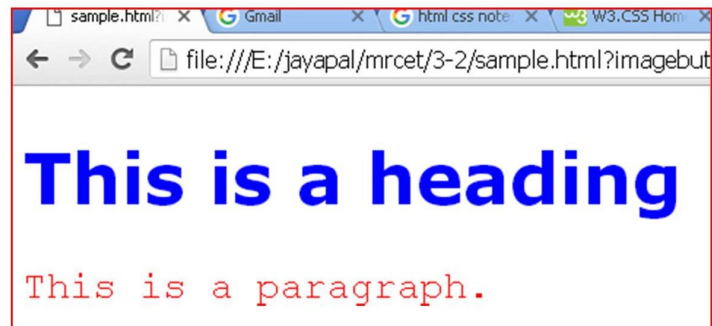 sample.html? Gmail html css note W3.CSS Hom
file:///E:/jayapal/mrcet/3-2/sample.html?imagebut
This is a heading
This is a paragraph.